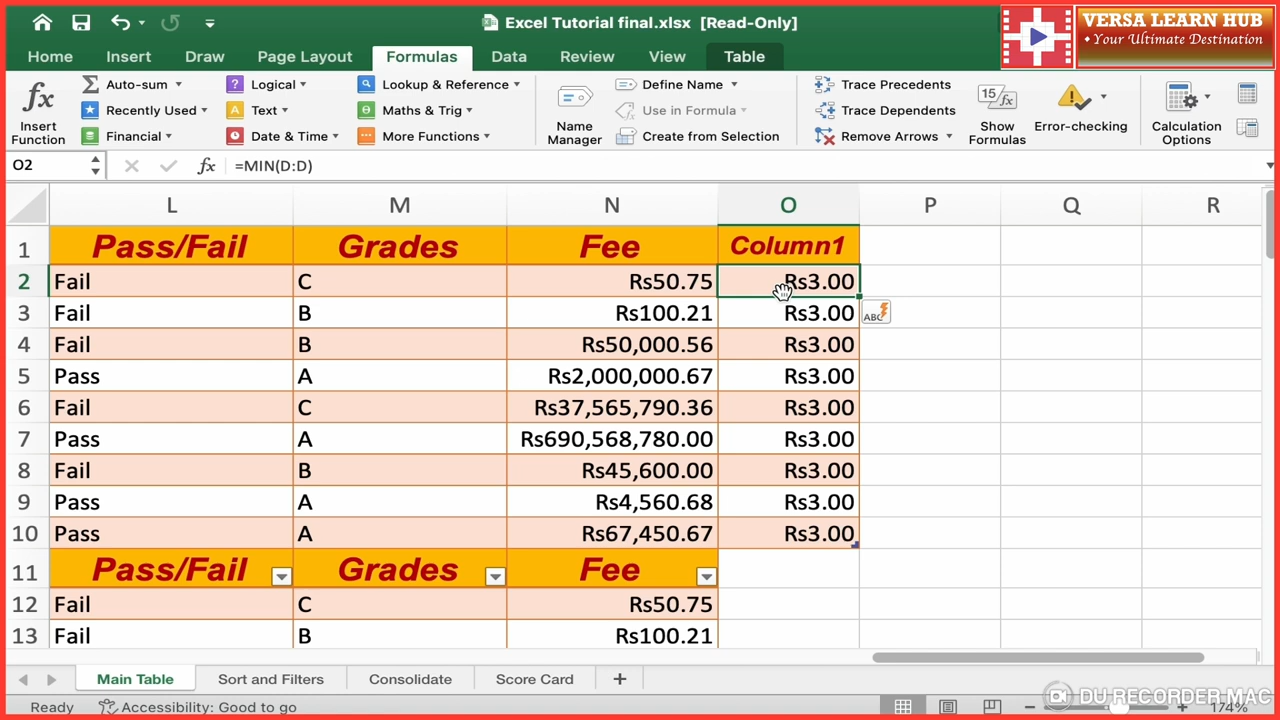 Excel Tutorial final.xlsx [Read-Only]
VERSA LEARN HUB
• Your Ultimate Destination
Home Insert Draw Page Layout Formulas Data Review View Table
fx Insert Function
Auto-sum
Recently Used
Financial
Logical
Text
Date & Time
Lookup & Reference
Maths & Trig
More Functions
Name Manager
Define Name
Use in Formula
Create from Selection
Trace Precedents
Trace Dependents
Remove Arrows
Show Formulas
Error-checking
Calculation Options
O2 fx =MIN(D:D)
L M N O P Q R
1 Pass/Fail Grades Fee Column1
2 Fail C Rs50.75 Rs3.00
3 Fail B Rs100.21 Rs3.00
4 Fail B Rs50,000.56 Rs3.00
5 Pass A Rs2,000,000.67 Rs3.00
6 Fail C Rs37,565,790.36 Rs3.00
7 Pass A Rs690,568,780.00 Rs3.00
8 Fail B Rs45,600.00 Rs3.00
9 Pass A Rs4,560.68 Rs3.00
10 Pass A Rs67,450.67 Rs3.00
11 Pass/Fail Grades Fee
12 Fail C Rs50.75
13 Fail B Rs100.21
Main Table Sort and Filters Consolidate Score Card +
Ready Accessibility: Good to go 174%
DU RECORDER MAC